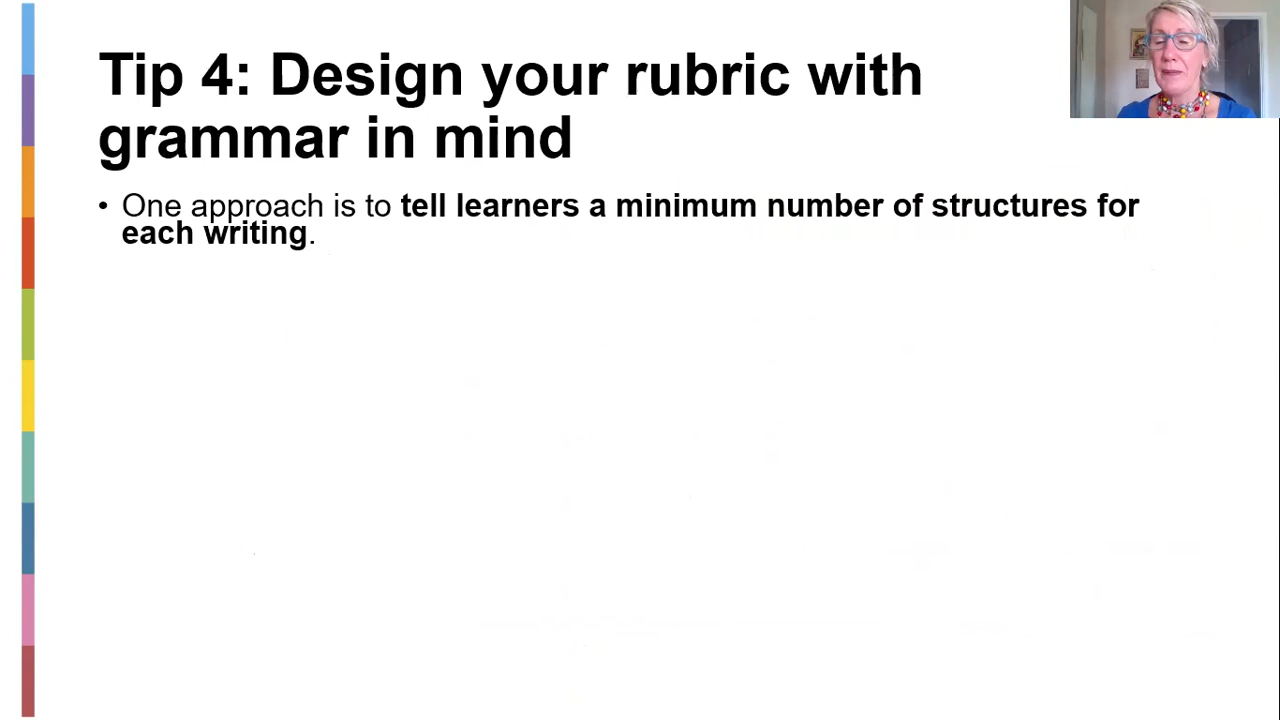 Tip 4: Design your rubric with
grammar in mind
• One approach is to tell learners a minimum number of structures for
each writing.